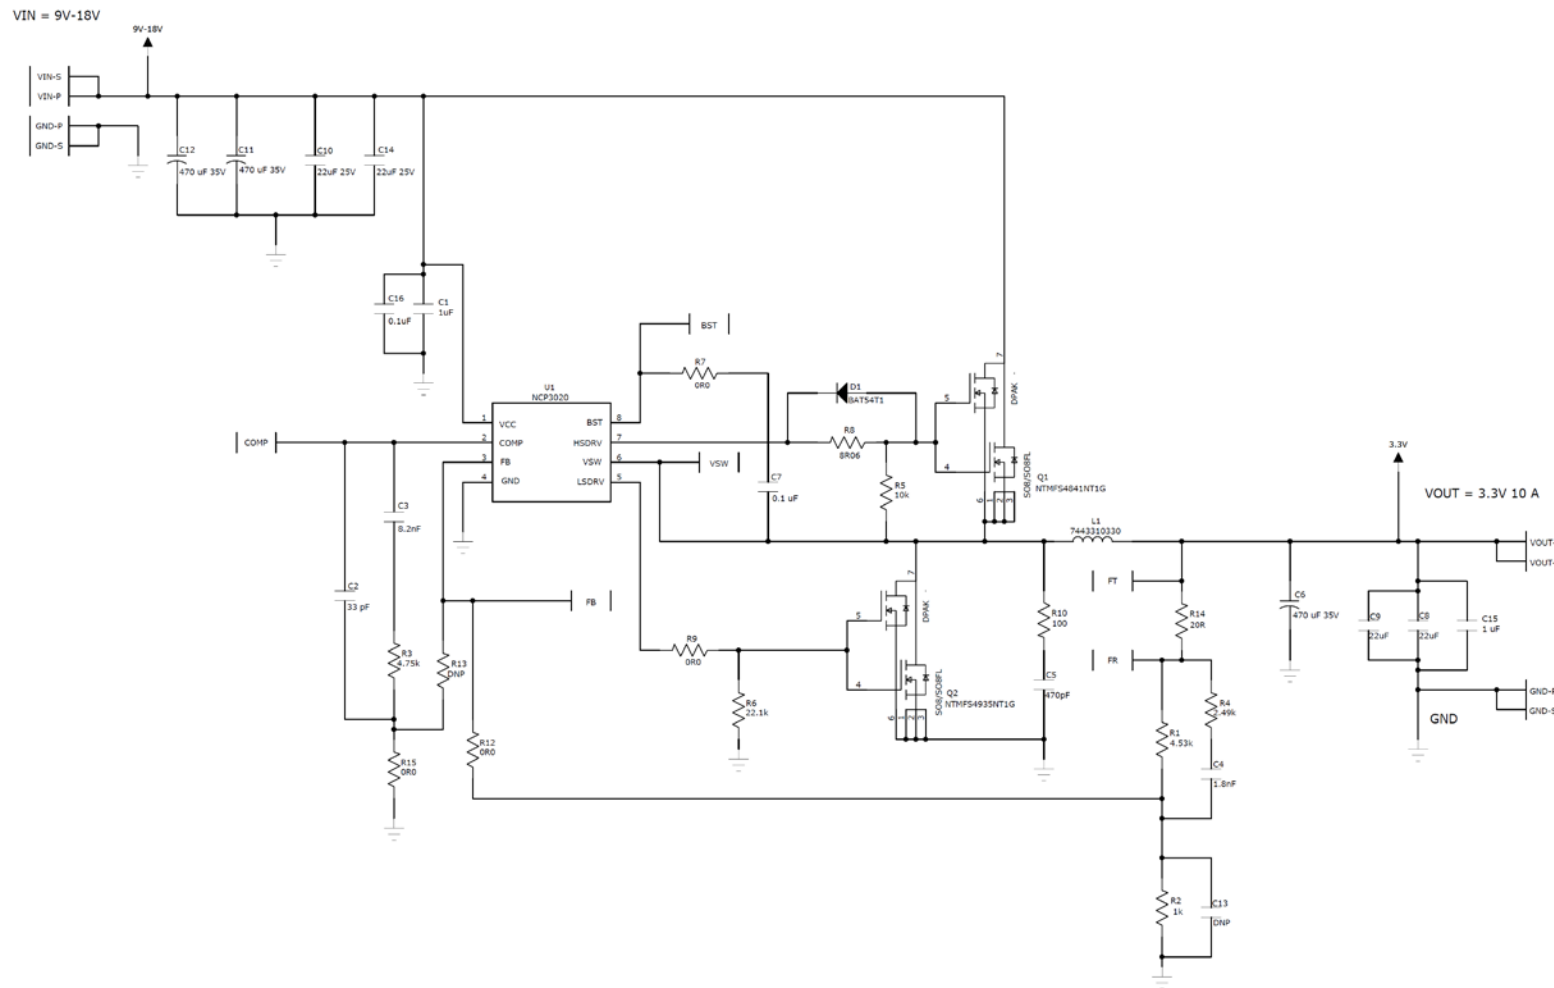 VIN = 9V-18V
9V-18V
VIN-S
VIN-P
GND-P
GND-S
C12
470 uF 35V
C11
470 uF 35V
C10
22uF 25V
C14
22uF 25V
C16
0.1uF
C1
1uF
BST
R7
0R0
U1
NCP3020
1
VCC
BST
8
2
COMP
HSDRV
7
3
FB
VSW
6
4
GND
LSDRV
5
COMP
VSW
D1
BAT54T1
R8
8R06
R5
10k
C7
0.1 uF
7
5
DPAK
4
SO8/SO8FL
Q1
NTMFS4841NT1G
6
1
2
3
3.3V
VOUT = 3.3V 10 A
C3
8.2nF
L1
7443310330
VOUT-
VOUT-
C2
33 pF
FB
7
5
DPAK
4
SO8/SO8FL
Q2
NTMFS4935NT1G
6
1
2
3
R10
100
FT
R14
20R
FR
C6
470 uF 35V
C9
22uF
C8
22uF
C15
1 uF
R3
4.75k
R13
DNP
R9
0R0
R6
22.1k
C5
470pF
R4
2.49k
R1
4.53k
GND-P
GND-S
GND
R15
0R0
R12
0R0
C4
1.8nF
R2
1k
C13
DNP